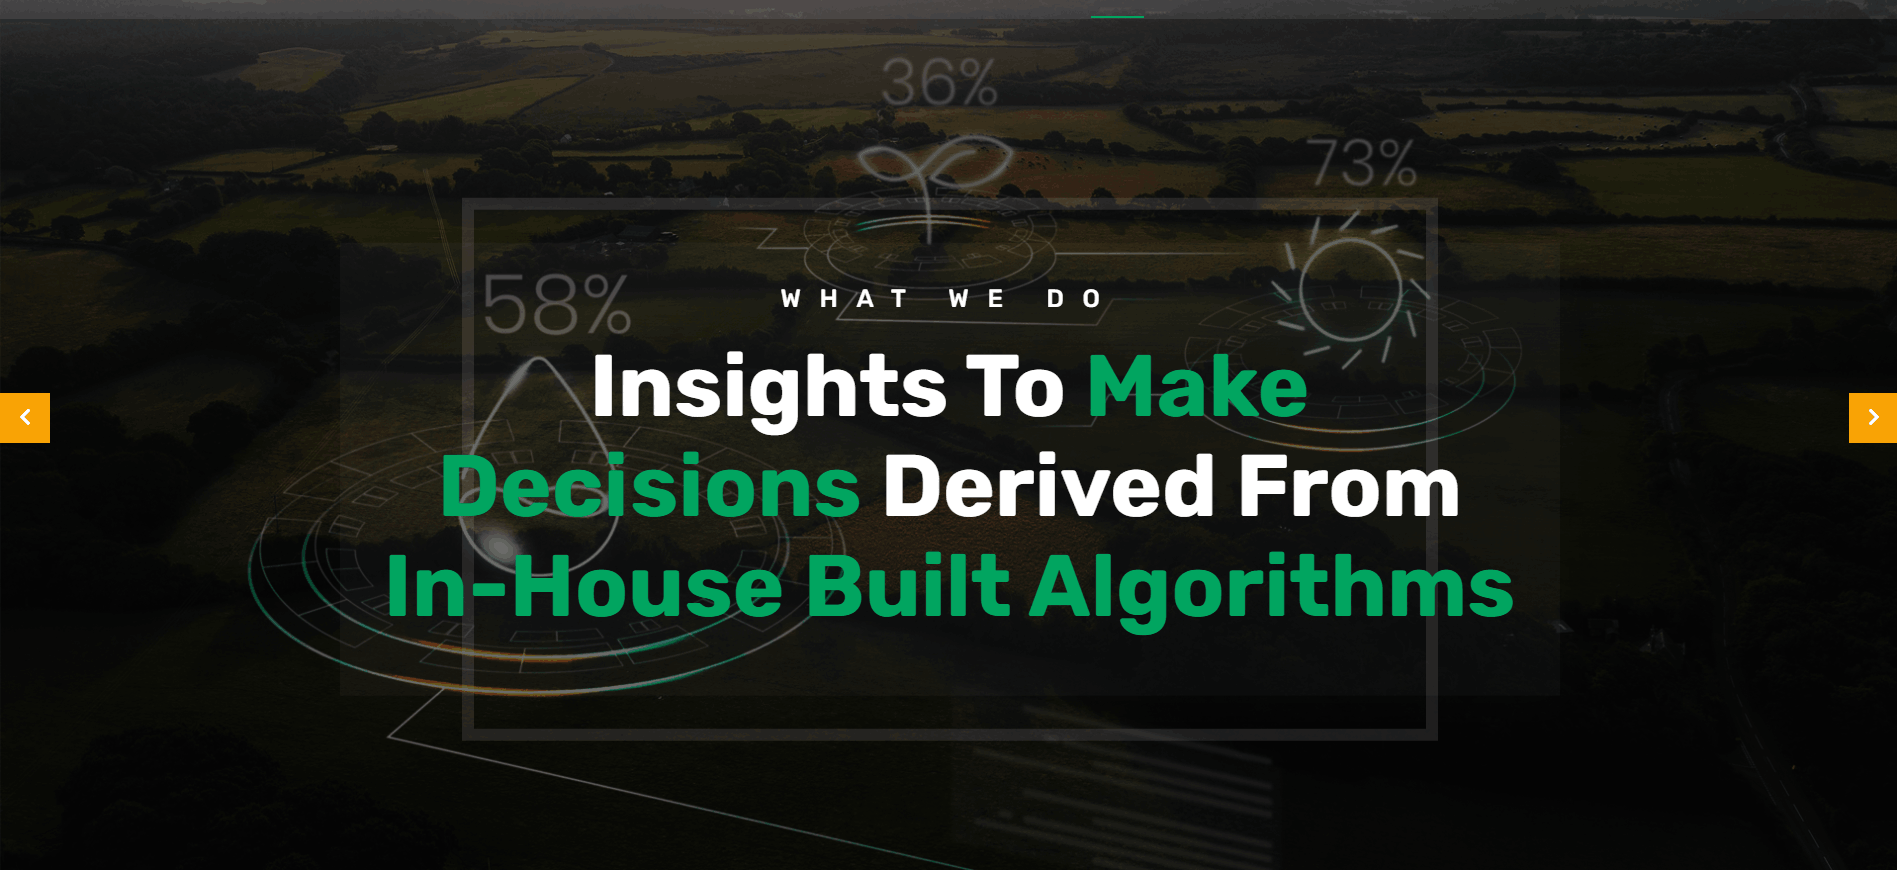 36%
73%
58%
WHAT WE DO
Insights To Make
Decisions Derived From
In-House Built Algorithms